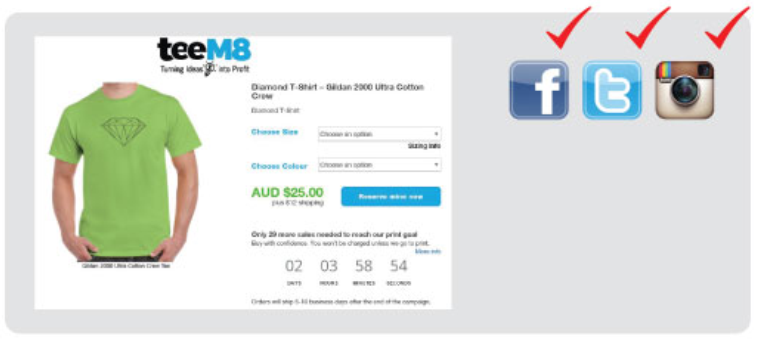 teeM8
Turning Ideas into Profit
Diamond T-Shirt – Gildan 2000 Ultra Cotton
Crew
Diamond T-Shirt
Choose Size
Choose an option
Sizing Info
Choose Colour
Choose an option
AUD $25.00
plus $12 shipping
Reserve mine now
Only 29 more sales needed to reach our print goal
Buy with confidence. You won't be charged unless we go to print.
More info
02 03 58 54
DAYS HOURS MINUTES SECONDS
Gildan 2000 Ultra Cotton Crew Tee
Orders will ship 5-10 business days after the end of the campaign.
f
t